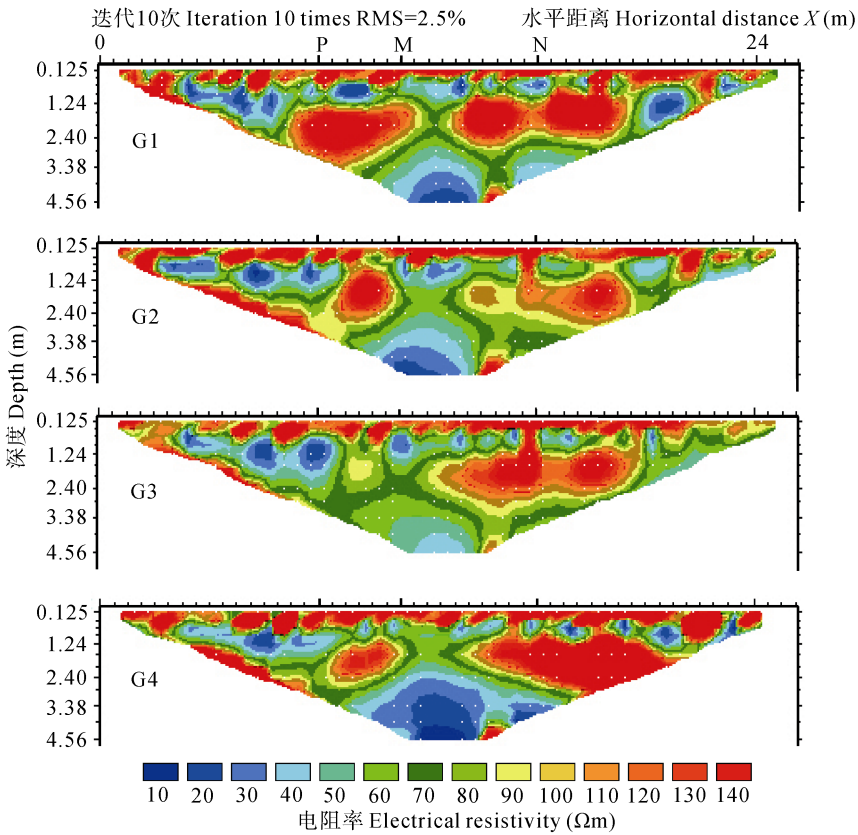 迭代10次 Iteration 10 times RMS=2.5% 水平距离 Horizontal distance X (m)
0 P M N 24
0.125
1.24
2.40
3.38
4.56
G1
0.125
1.24
2.40
3.38
4.56
G2
0.125
1.24
2.40
3.38
4.56
G3
0.125
1.24
2.40
3.38
4.56
G4
深度 Depth (m)
10 20 30 40 50 60 70 80 90 100 110 120 130 140
电阻率 Electrical resistivity (Ωm)